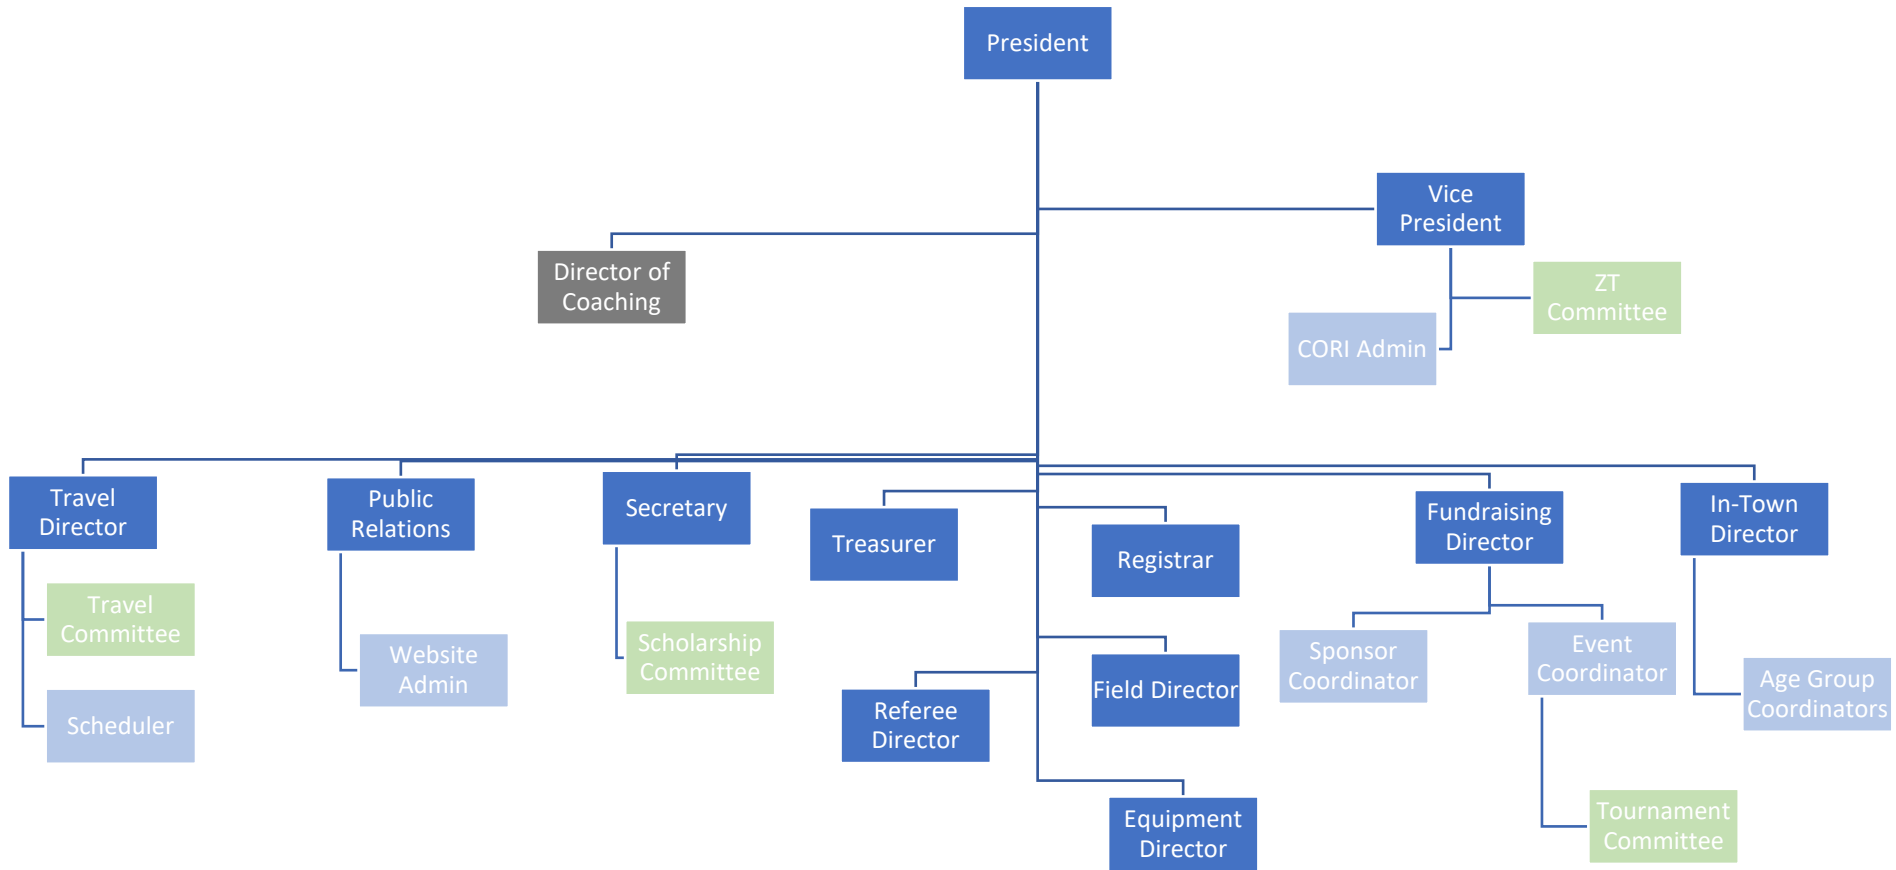 President
Vice
President
Director of
Coaching
ZT
Committee
CORI Admin
Travel
Director
Public
Relations
Secretary
Treasurer
Registrar
Fundraising
Director
In-Town
Director
Travel
Committee
Scheduler
Website
Admin
Scholarship
Committee
Referee
Director
Field Director
Equipment
Director
Sponsor
Coordinator
Event
Coordinator
Age Group
Coordinators
Tournament
Committee